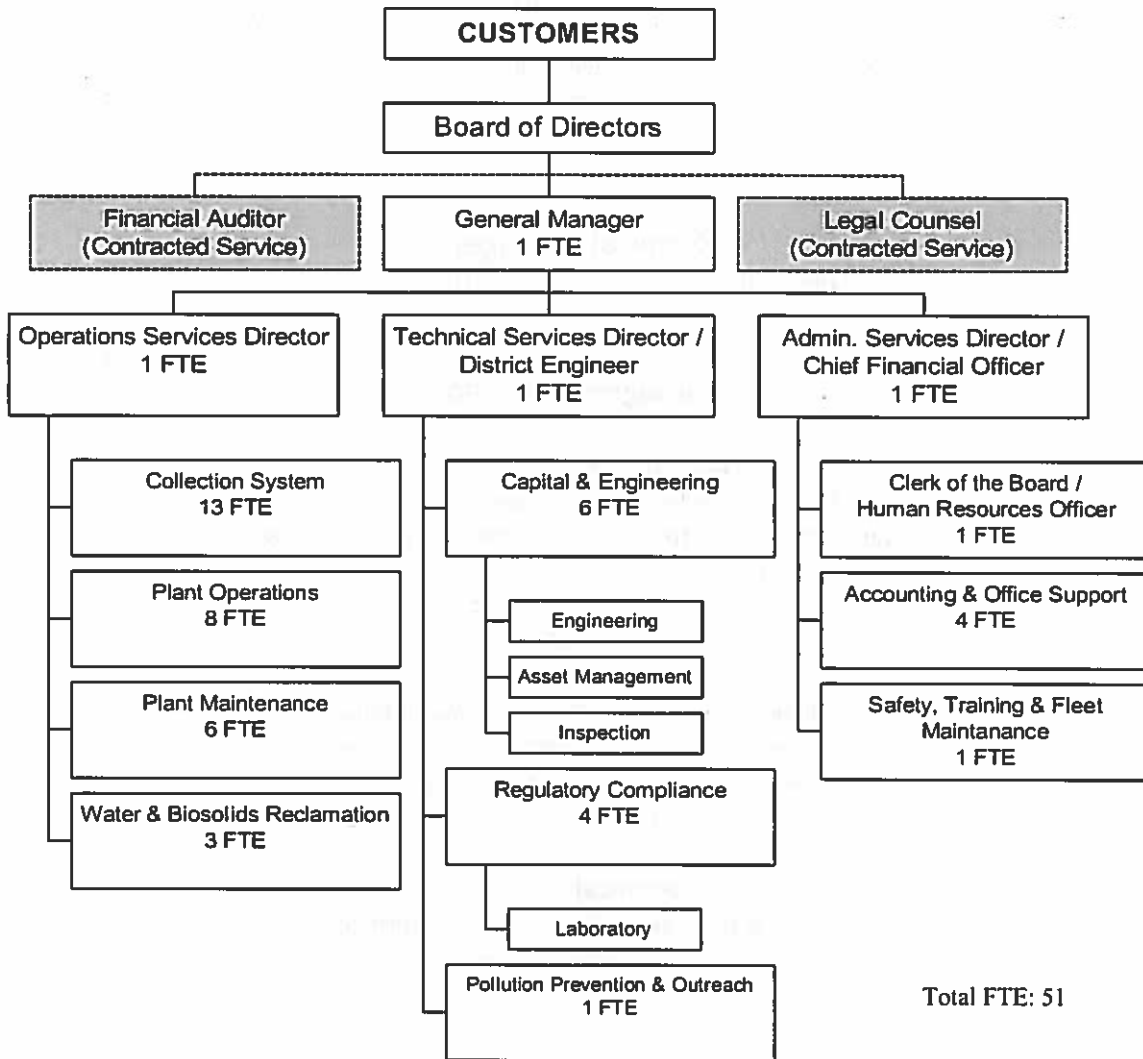 CUSTOMERS
Board of Directors
Financial Auditor
(Contracted Service)
General Manager
1 FTE
Legal Counsel
(Contracted Service)
Operations Services Director
1 FTE
Technical Services Director /
District Engineer
1 FTE
Admin. Services Director /
Chief Financial Officer
1 FTE
Collection System
13 FTE
Plant Operations
8 FTE
Plant Maintenance
6 FTE
Water & Biosolids Reclamation
3 FTE
Capital & Engineering
6 FTE
Engineering
Asset Management
Inspection
Regulatory Compliance
4 FTE
Laboratory
Pollution Prevention & Outreach
1 FTE
Clerk of the Board /
Human Resources Officer
1 FTE
Accounting & Office Support
4 FTE
Safety, Training & Fleet
Maintanance
1 FTE
Total FTE: 51